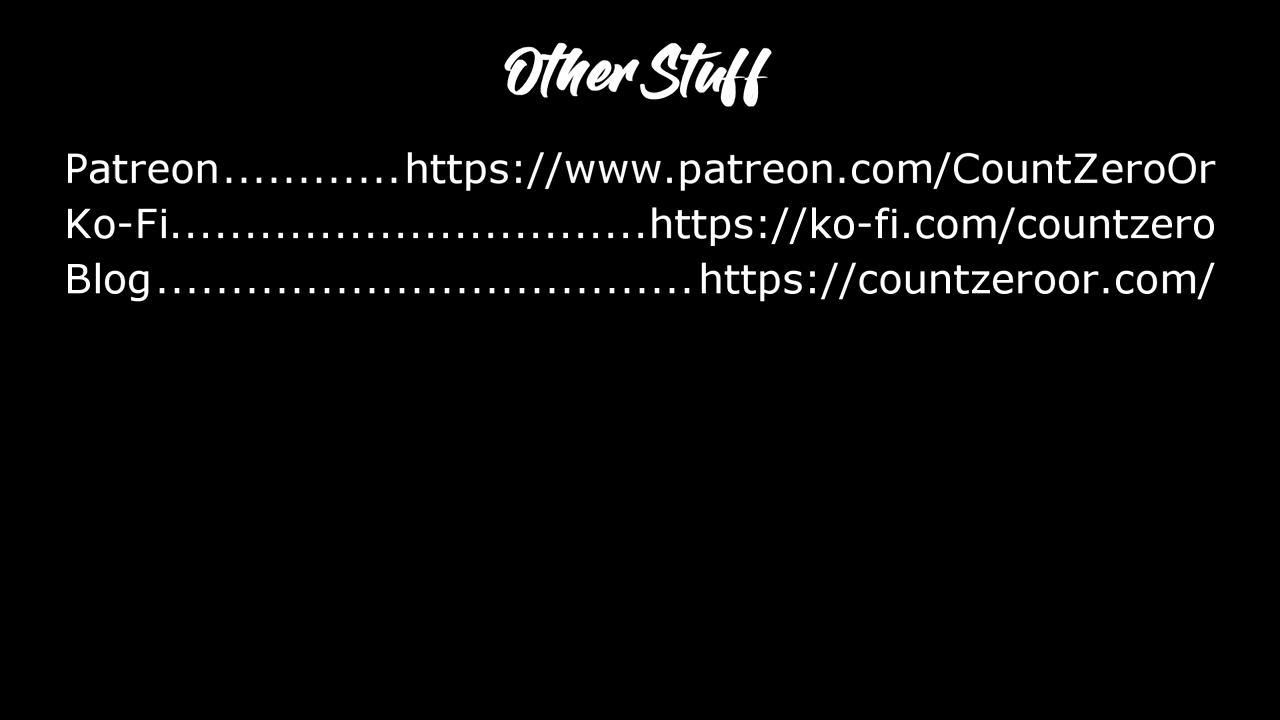 Other Stuff
Patreon............https://www.patreon.com/CountZeroOr
Ko-Fi................................https://ko-fi.com/countzero
Blog....................................https://countzeroor.com/